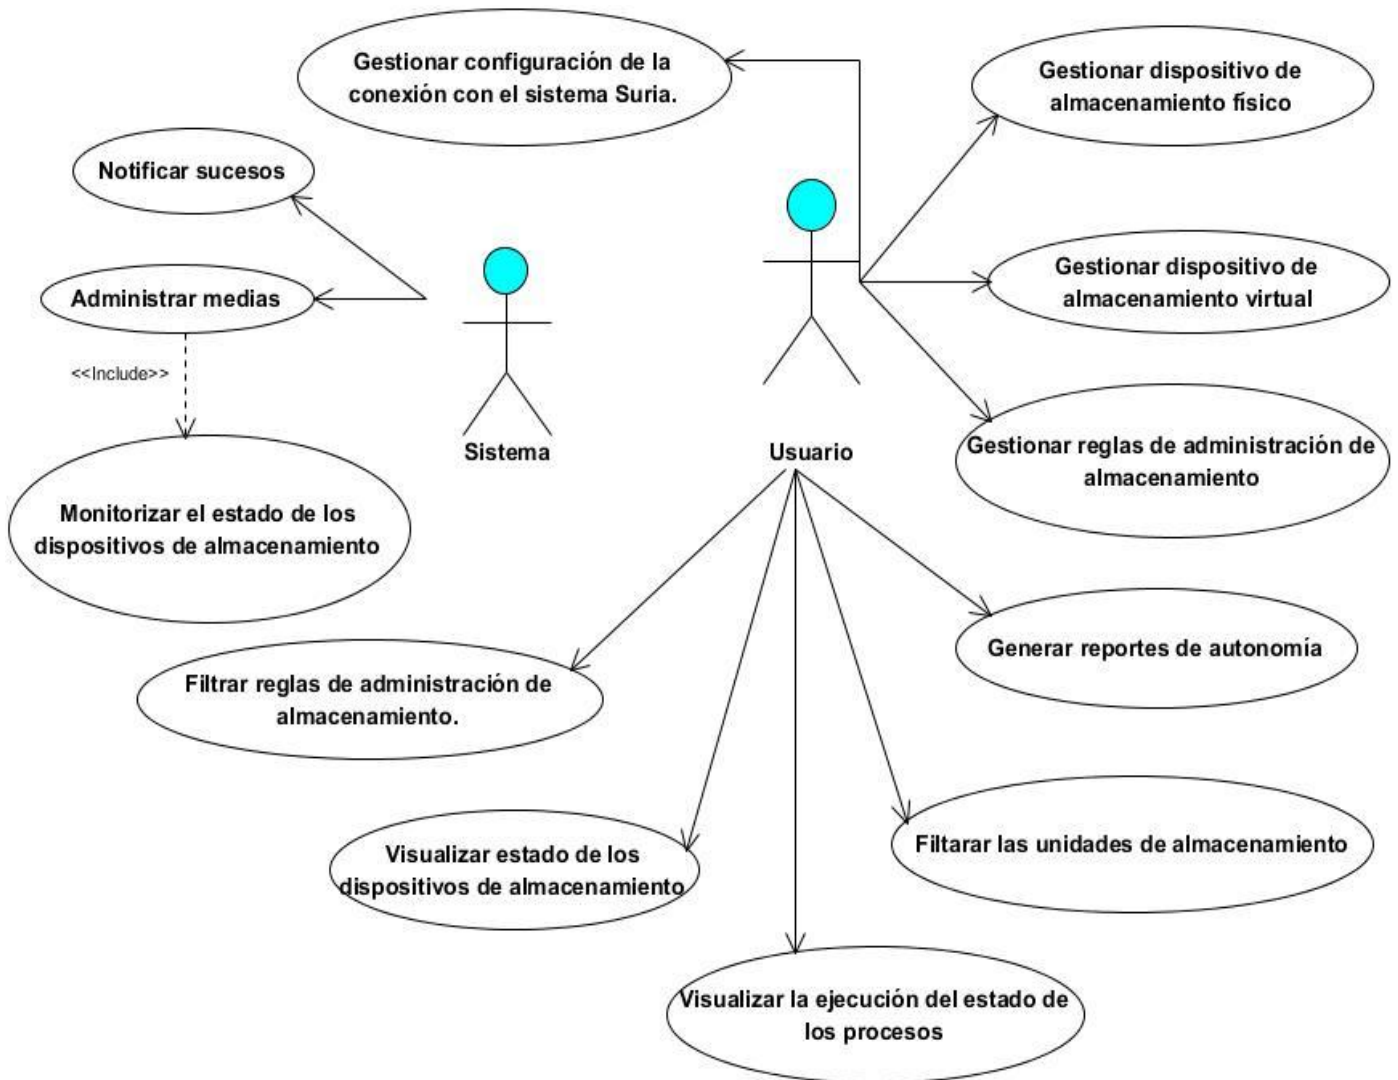 Gestionar configuración de la
conexión con el sistema Suria.
Gestionar dispositivo de
almacenamiento físico
Notificar sucesos
Gestionar dispositivo de
almacenamiento virtual
Administrar medias
<<Include>>
Sistema
Usuario
Gestionar reglas de administración de
almacenamiento
Monitorizar el estado de los
dispositivos de almacenamiento
Generar reportes de autonomía
Filtrar reglas de administración de
almacenamiento.
Filtarar las unidades de almacenamiento
Visualizar estado de los
dispositivos de almacenamiento
Visualizar la ejecución del estado de
los procesos